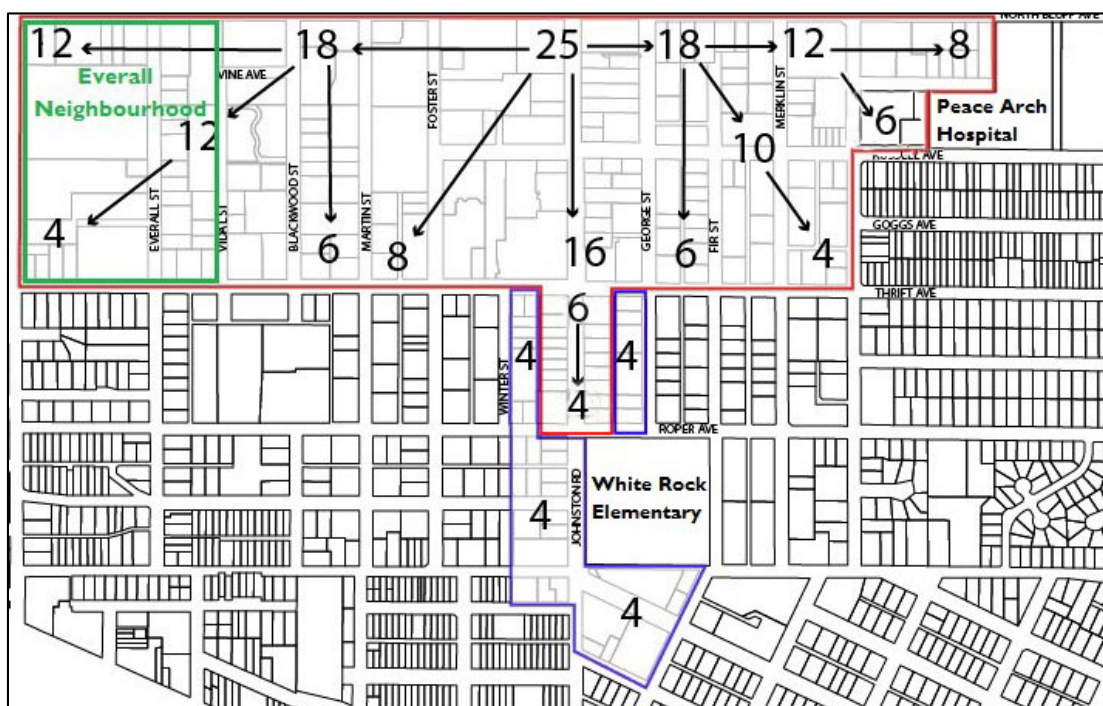 NORTH BLUFF AVE
12
18
25
18
12
8
Everall
Neighbourhood
VINE AVE
FOSTER ST
MERKLIN ST
12
10
6
Peace Arch
Hospital
RUSSELL AVE
EVERALL ST
VIDAL ST
BLACKWOOD ST
MARTIN ST
GEORGE ST
FIR ST
GOGGS AVE
4
6
8
16
6
4
THRIFT AVE
6
4
4
WINTER ST
4
ROPER AVE
White Rock
Elementary
JOHNSTON RD
4
4